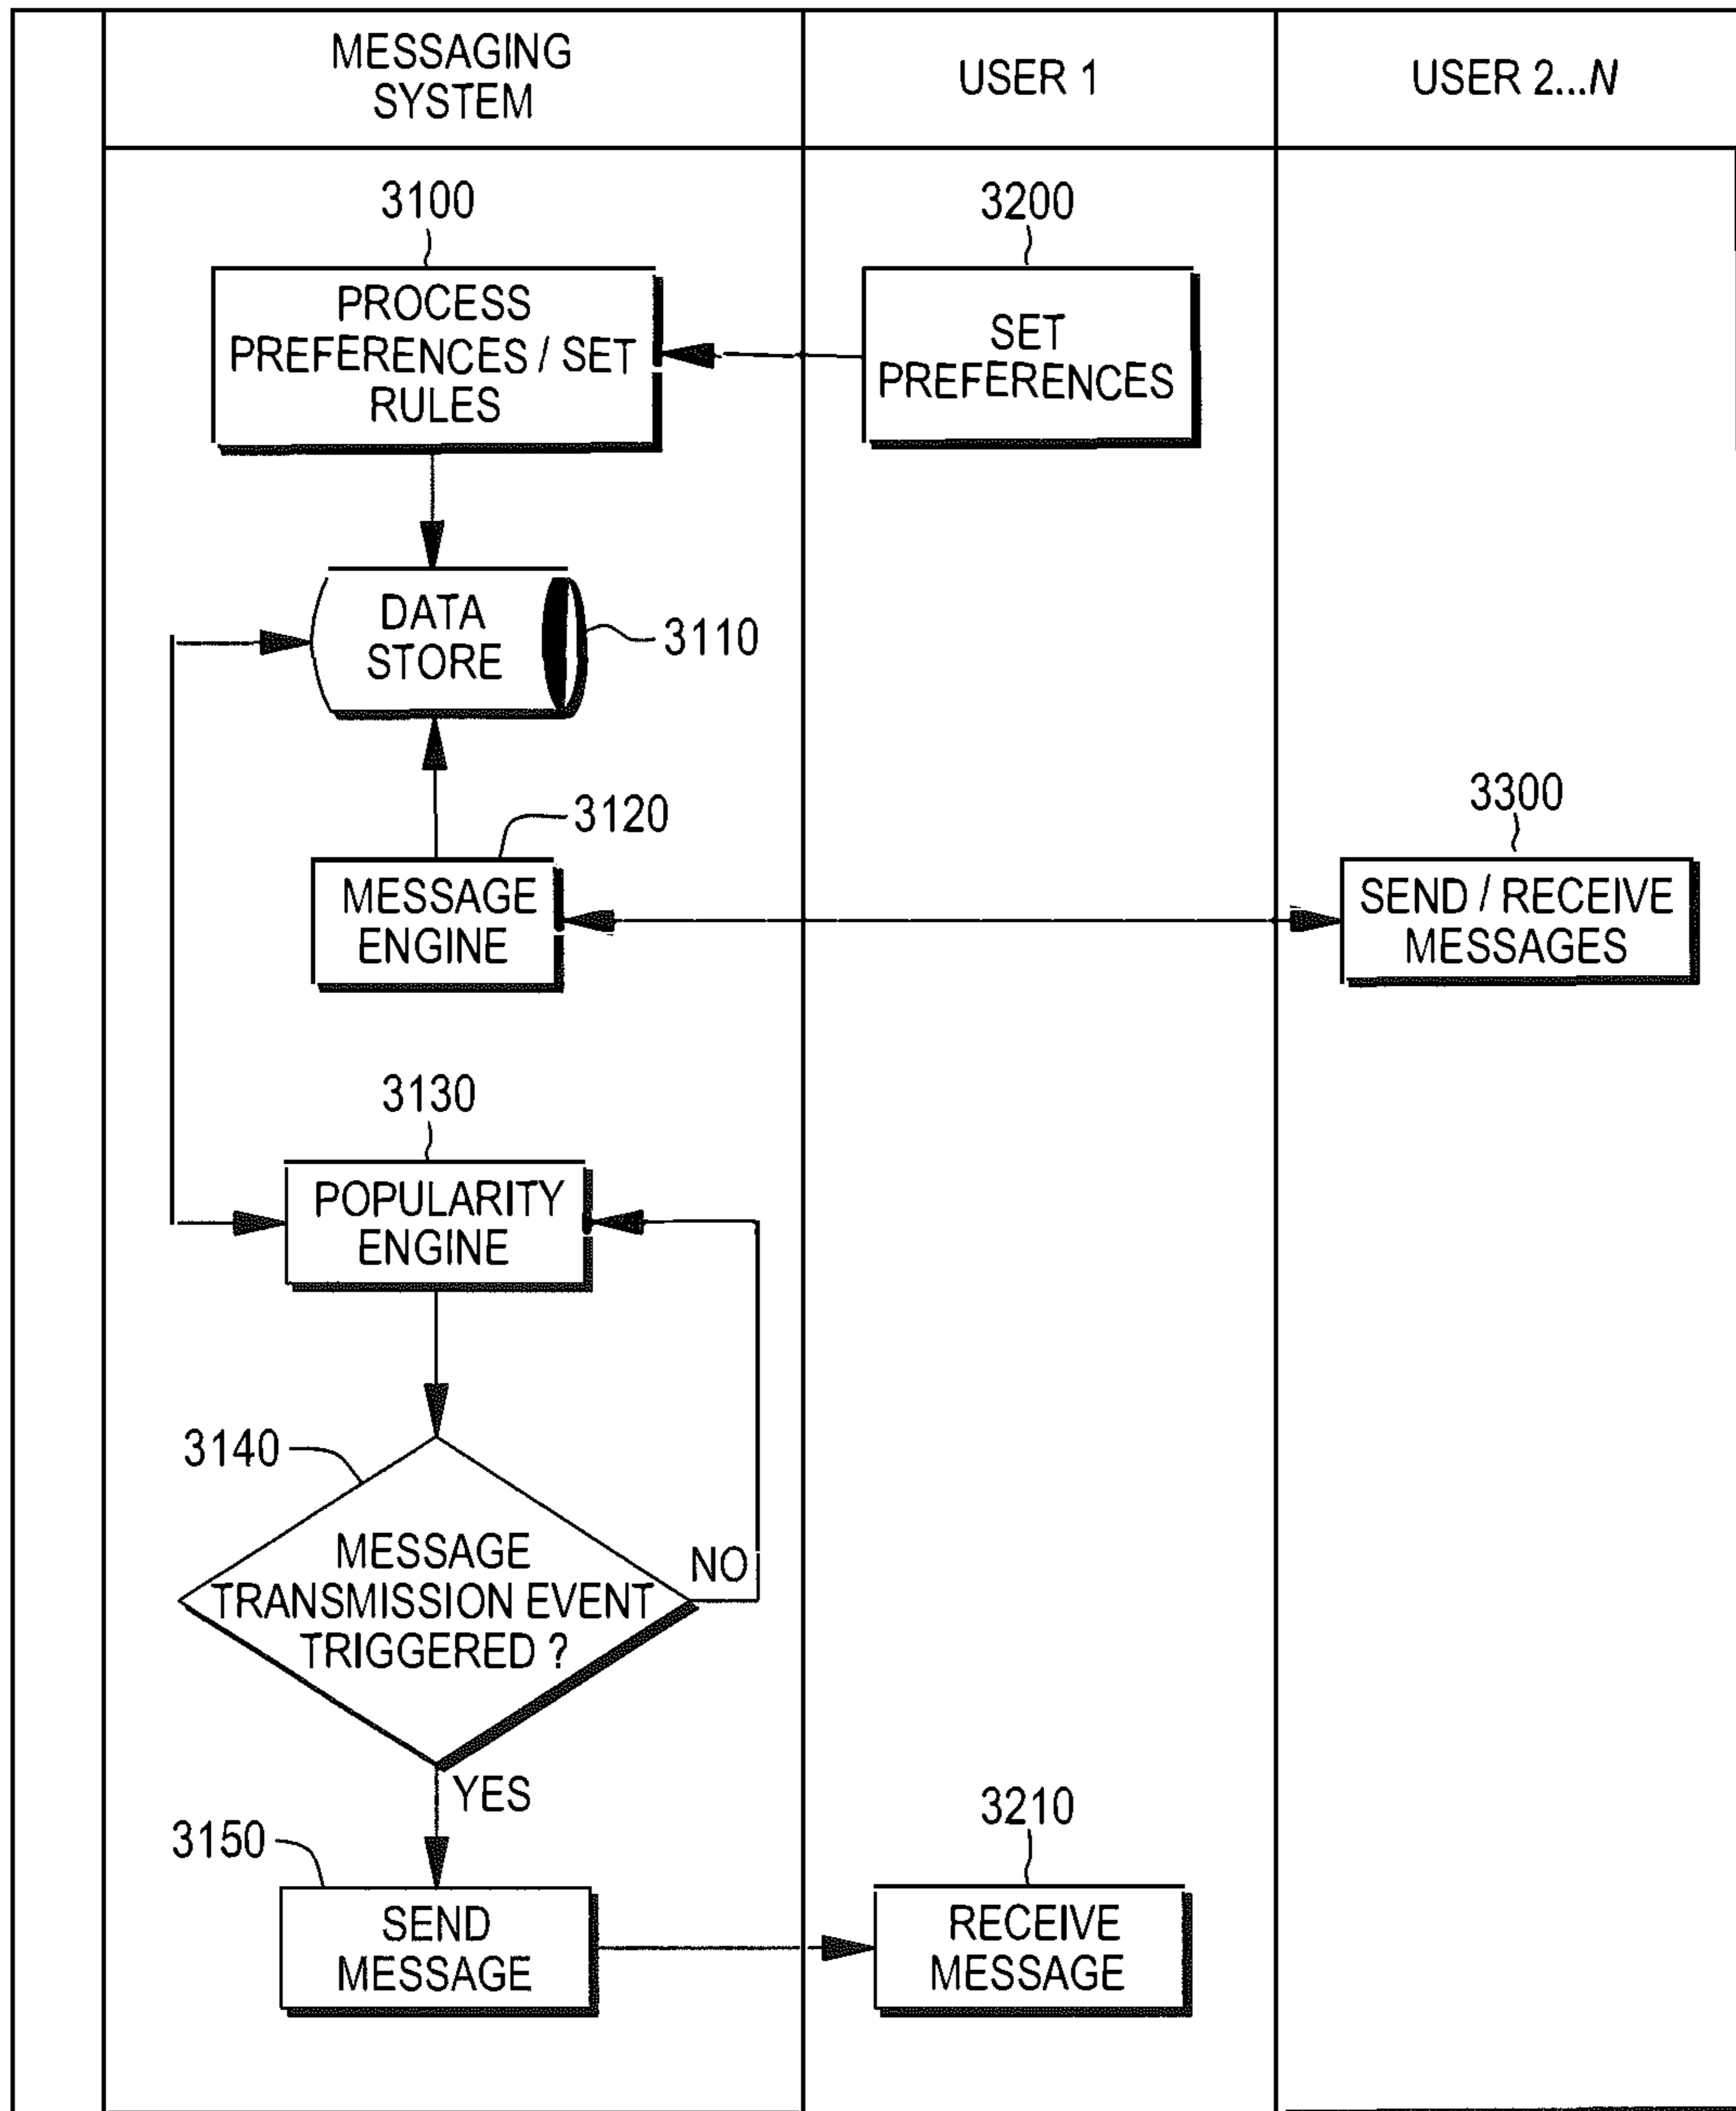 MESSAGING
SYSTEM
USER 1
USER 2...N
3100
3200
PROCESS
PREFERENCES / SET
RULES
SET
PREFERENCES
DATA
STORE
3110
3120
3300
MESSAGE
ENGINE
SEND / RECEIVE
MESSAGES
3130
POPULARITY
ENGINE
3140
MESSAGE
TRANSMISSION EVENT
TRIGGERED ?
NO
YES
3150
3210
SEND
MESSAGE
RECEIVE
MESSAGE